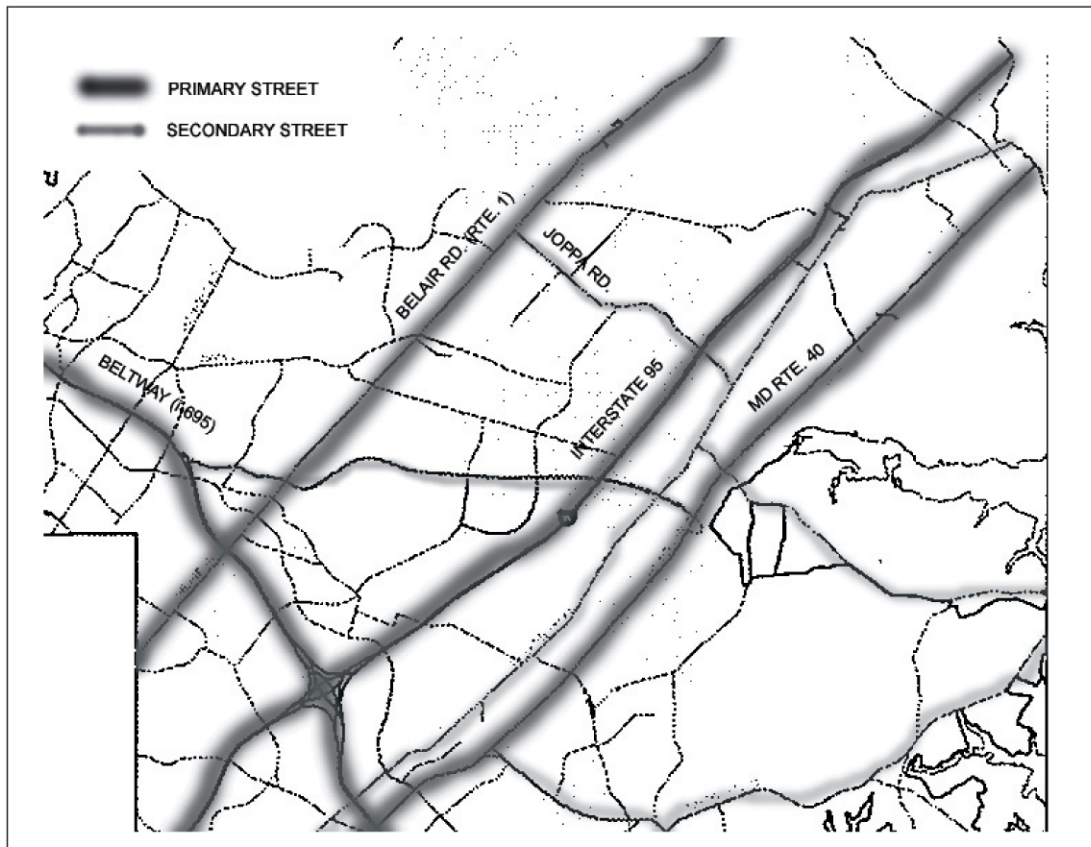 PRIMARY STREET
SECONDARY STREET
BELAIR RD. (RTE. 1)
JOPPA RD.
BELTWAY (I-695)
INTERSTATE 95
MD RTE. 40